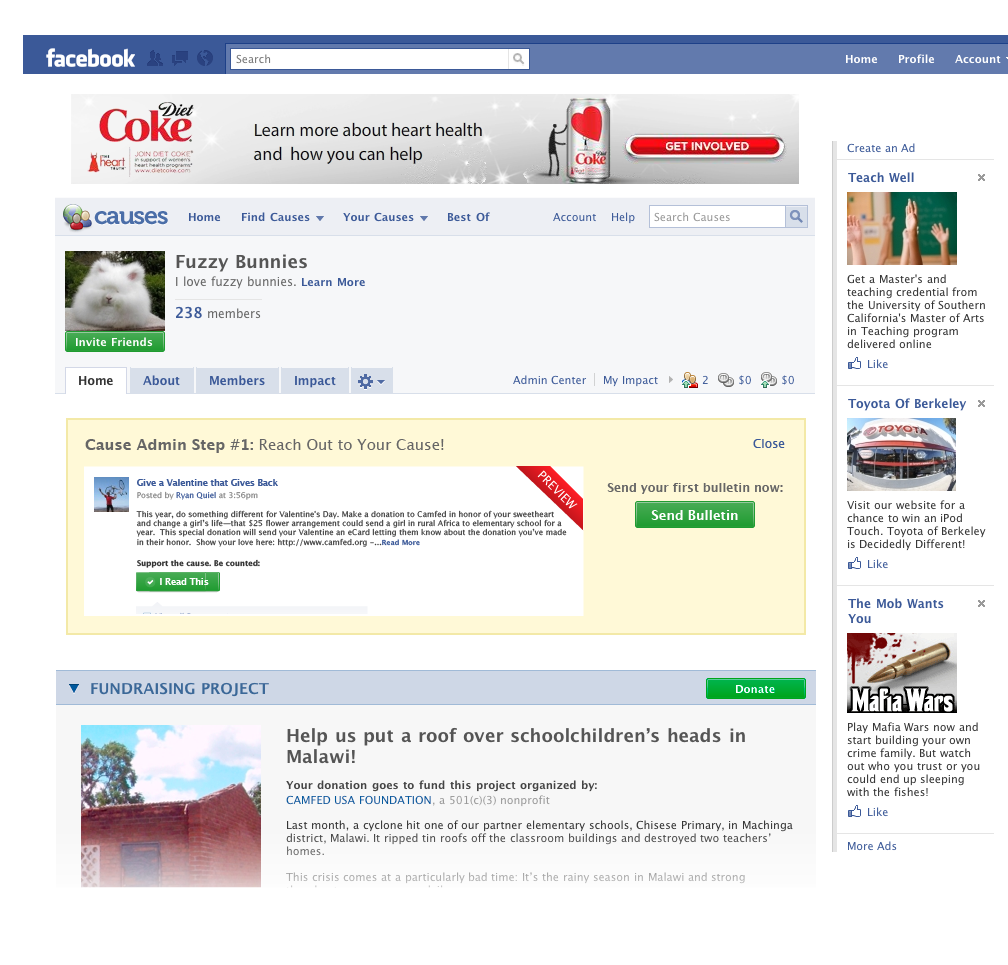 facebook
Search
Home Profile Account
Diet
Coke
THE heart TRUTH
JOIN DIET COKE
in support of women's
heart health programs*
www.dietcoke.com
Learn more about heart health
and how you can help
Diet
Coke
GET INVOLVED
causes Home Find Causes Your Causes Best Of Account Help Search Causes
Fuzzy Bunnies
I love fuzzy bunnies. Learn More
238 members
Invite Friends
Home About Members Impact Admin Center My Impact 2 $0 $0
Cause Admin Step #1: Reach Out to Your Cause! Close
Give a Valentine that Gives Back
Posted by Ryan Quiel at 3:56pm
This year, do something different for Valentine's Day. Make a donation to Camfed in honor of your sweetheart
and change a girl's life—that $25 flower arrangement could send a girl in rural Africa to elementary school for a
year. This special donation will send your Valentine an eCard letting them know about the donation you've made
in their honor. Show your love here: http://www.camfed.org -...Read More
Support the cause. Be counted:
I Read This
PREVIEW
Send your first bulletin now:
Send Bulletin
FUNDRAISING PROJECT Donate
Help us put a roof over schoolchildren's heads in
Malawi!
Your donation goes to fund this project organized by:
CAMFED USA FOUNDATION, a 501(c)(3) nonprofit
Last month, a cyclone hit one of our partner elementary schools, Chisese Primary, in Machinga
district, Malawi. It ripped tin roofs off the classroom buildings and destroyed two teachers'
homes.
This crisis comes at a particularly bad time: It's the rainy season in Malawi and strong
Create an Ad
Teach Well
Get a Master's and
teaching credential from
the University of Southern
California's Master of Arts
in Teaching program
delivered online
Like
Toyota Of Berkeley
TOYOTA
Visit our website for a
chance to win an iPod
Touch. Toyota of Berkeley
is Decidedly Different!
Like
The Mob Wants
You
Mafia Wars
Play Mafia Wars now and
start building your own
crime family. But watch
out who you trust or you
could end up sleeping
with the fishes!
Like
More Ads